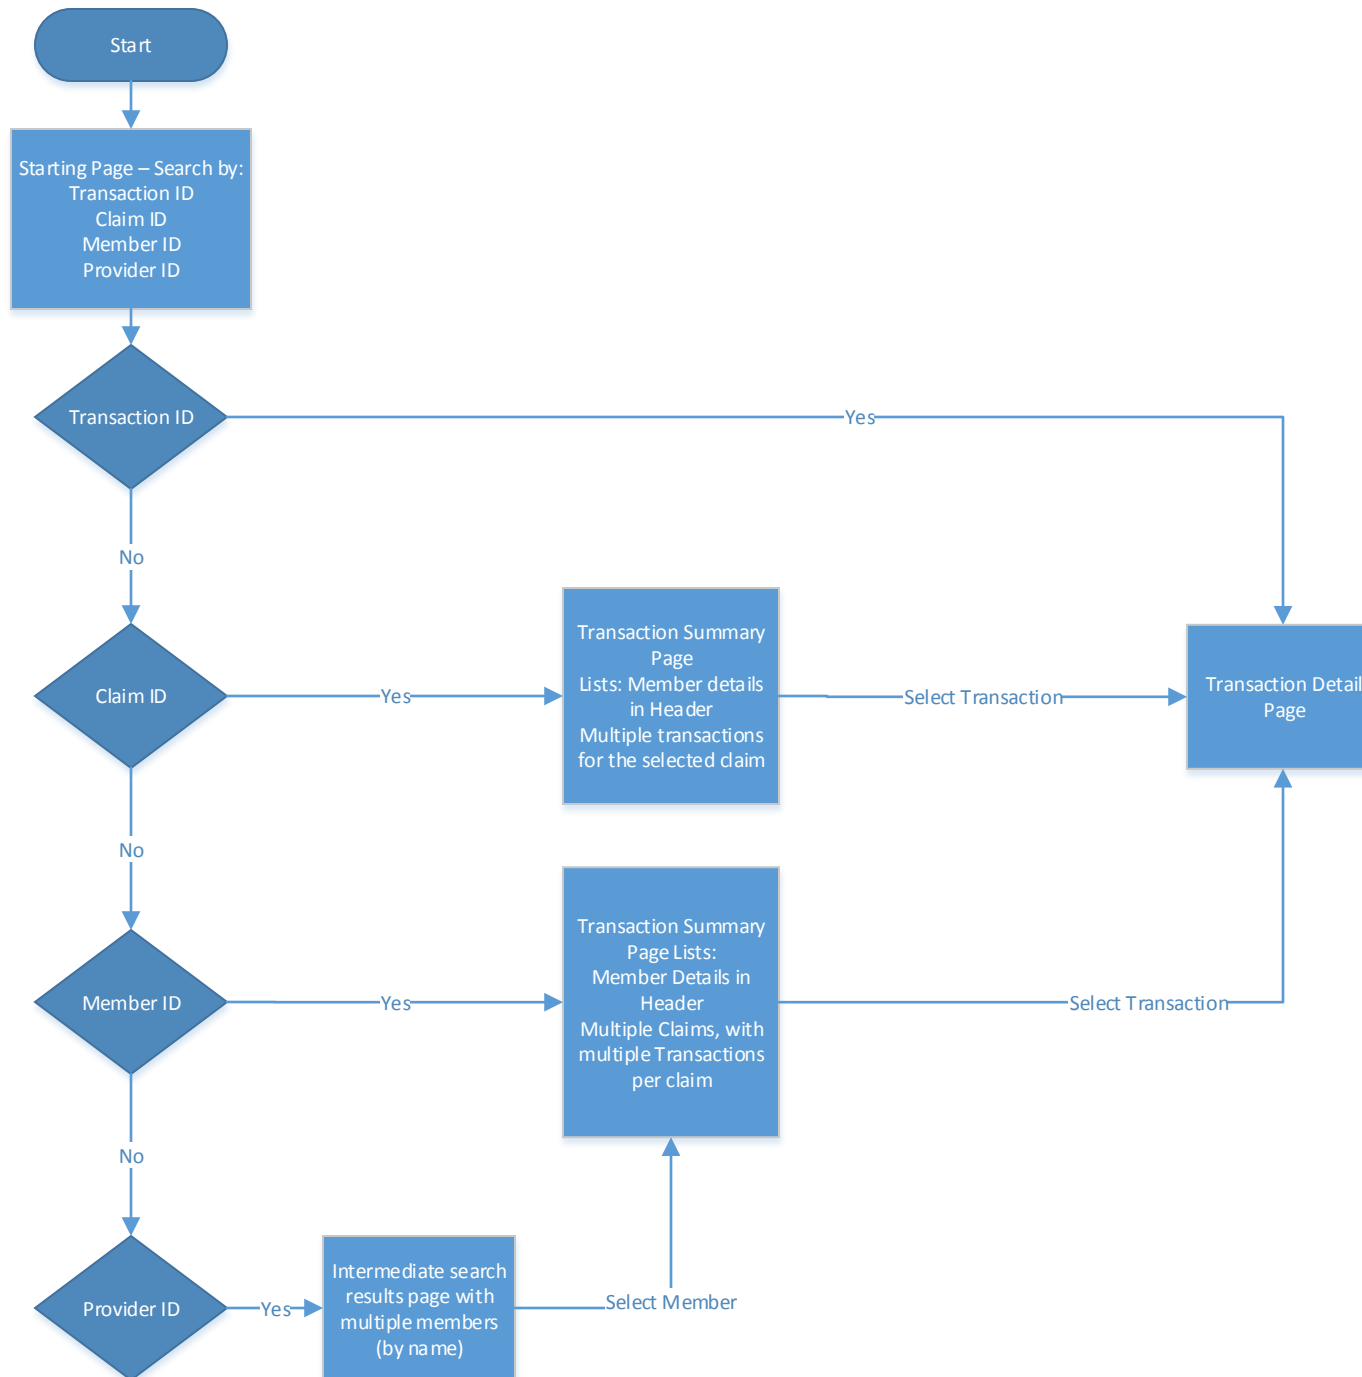 Start
Starting Page – Search by:
Transaction ID
Claim ID
Member ID
Provider ID
Transaction ID
Yes
No
Claim ID
Yes
Transaction Summary
Page
Lists: Member details
in Header
Multiple transactions
for the selected claim
Select Transaction
Transaction Detail
Page
No
Member ID
Yes
Transaction Summary
Page Lists:
Member Details in
Header
Multiple Claims, with
multiple Transactions
per claim
Select Transaction
No
Provider ID
Yes
Intermediate search
results page with
multiple members
(by name)
Select Member